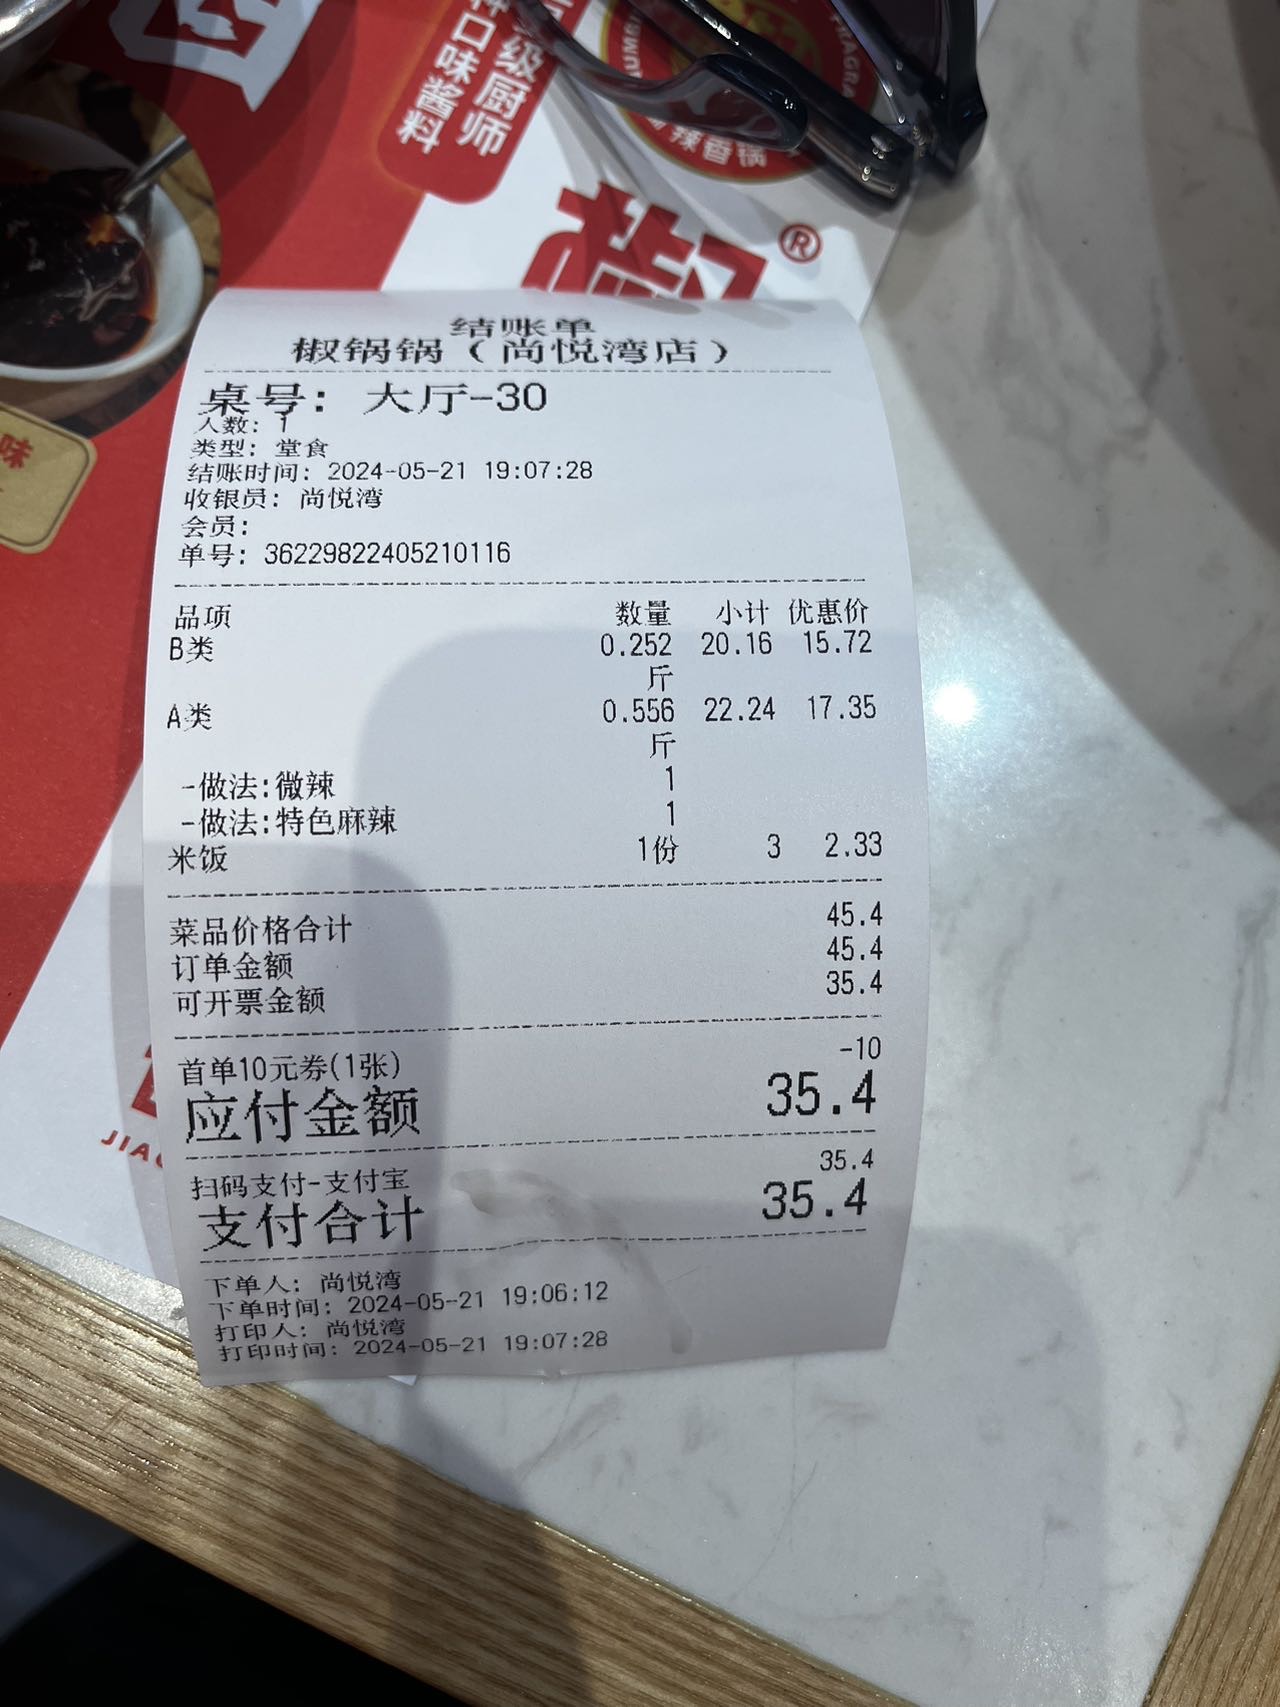 级厨师
口味酱料
辣香锅
®
味
结账单
椒锅锅（尚悦湾店）
桌号: 大厅-30
人数: 1
类型: 堂食
结账时间: 2024-05-21 19:07:28
收银员: 尚悦湾
会员:
单号: 36229822405210116
品项 数量 小计 优惠价
B类 0.252 20.16 15.72
斤
A类 0.556 22.24 17.35
斤
-做法:微辣 1
-做法:特色麻辣 1
米饭 1份 3 2.33
菜品价格合计 45.4
订单金额 45.4
可开票金额 35.4
首单10元券(1张) -10
应付金额 35.4
扫码支付-支付宝 35.4
支付合计 35.4
下单人: 尚悦湾
下单时间: 2024-05-21 19:06:12
打印人: 尚悦湾
打印时间: 2024-05-21 19:07:28